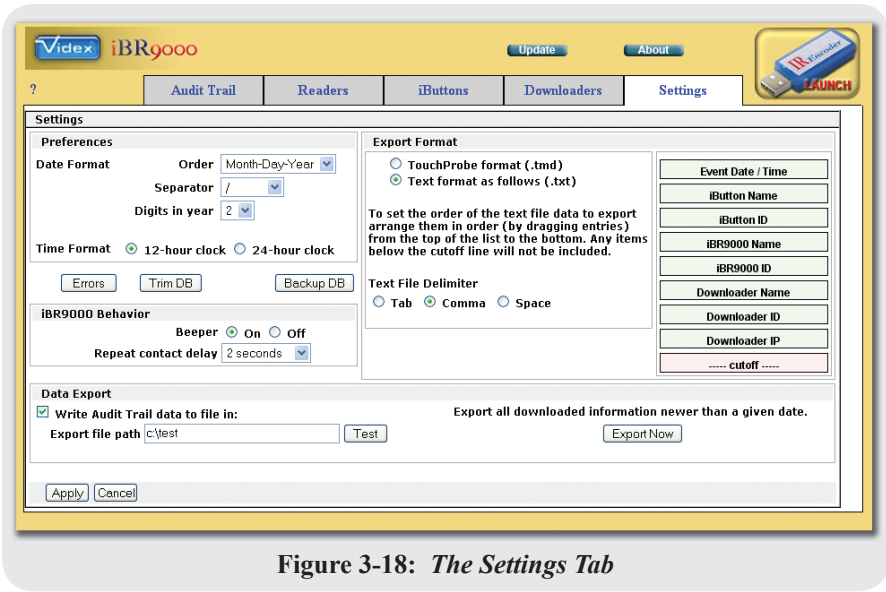 Videx iBR9000
Update
About
IR Encoder
LAUNCH
?
Audit Trail
Readers
iButtons
Downloaders
Settings
Settings
Preferences
Date Format
Order
Month-Day-Year
Separator
/
Digits in year
2
Time Format
12-hour clock
24-hour clock
Errors
Trim DB
Backup DB
iBR9000 Behavior
Beeper
On
Off
Repeat contact delay
2 seconds
Export Format
TouchProbe format (.tmd)
Text format as follows (.txt)
To set the order of the text file data to export
arrange them in order (by dragging entries)
from the top of the list to the bottom. Any items
below the cutoff line will not be included.
Text File Delimiter
Tab
Comma
Space
Event Date / Time
iButton Name
iButton ID
iBR9000 Name
iBR9000 ID
Downloader Name
Downloader ID
Downloader IP
----- cutoff -----
Data Export
Write Audit Trail data to file in:
Export file path
c:\test
Test
Export all downloaded information newer than a given date.
Export Now
Apply
Cancel
Figure 3-18: The Settings Tab